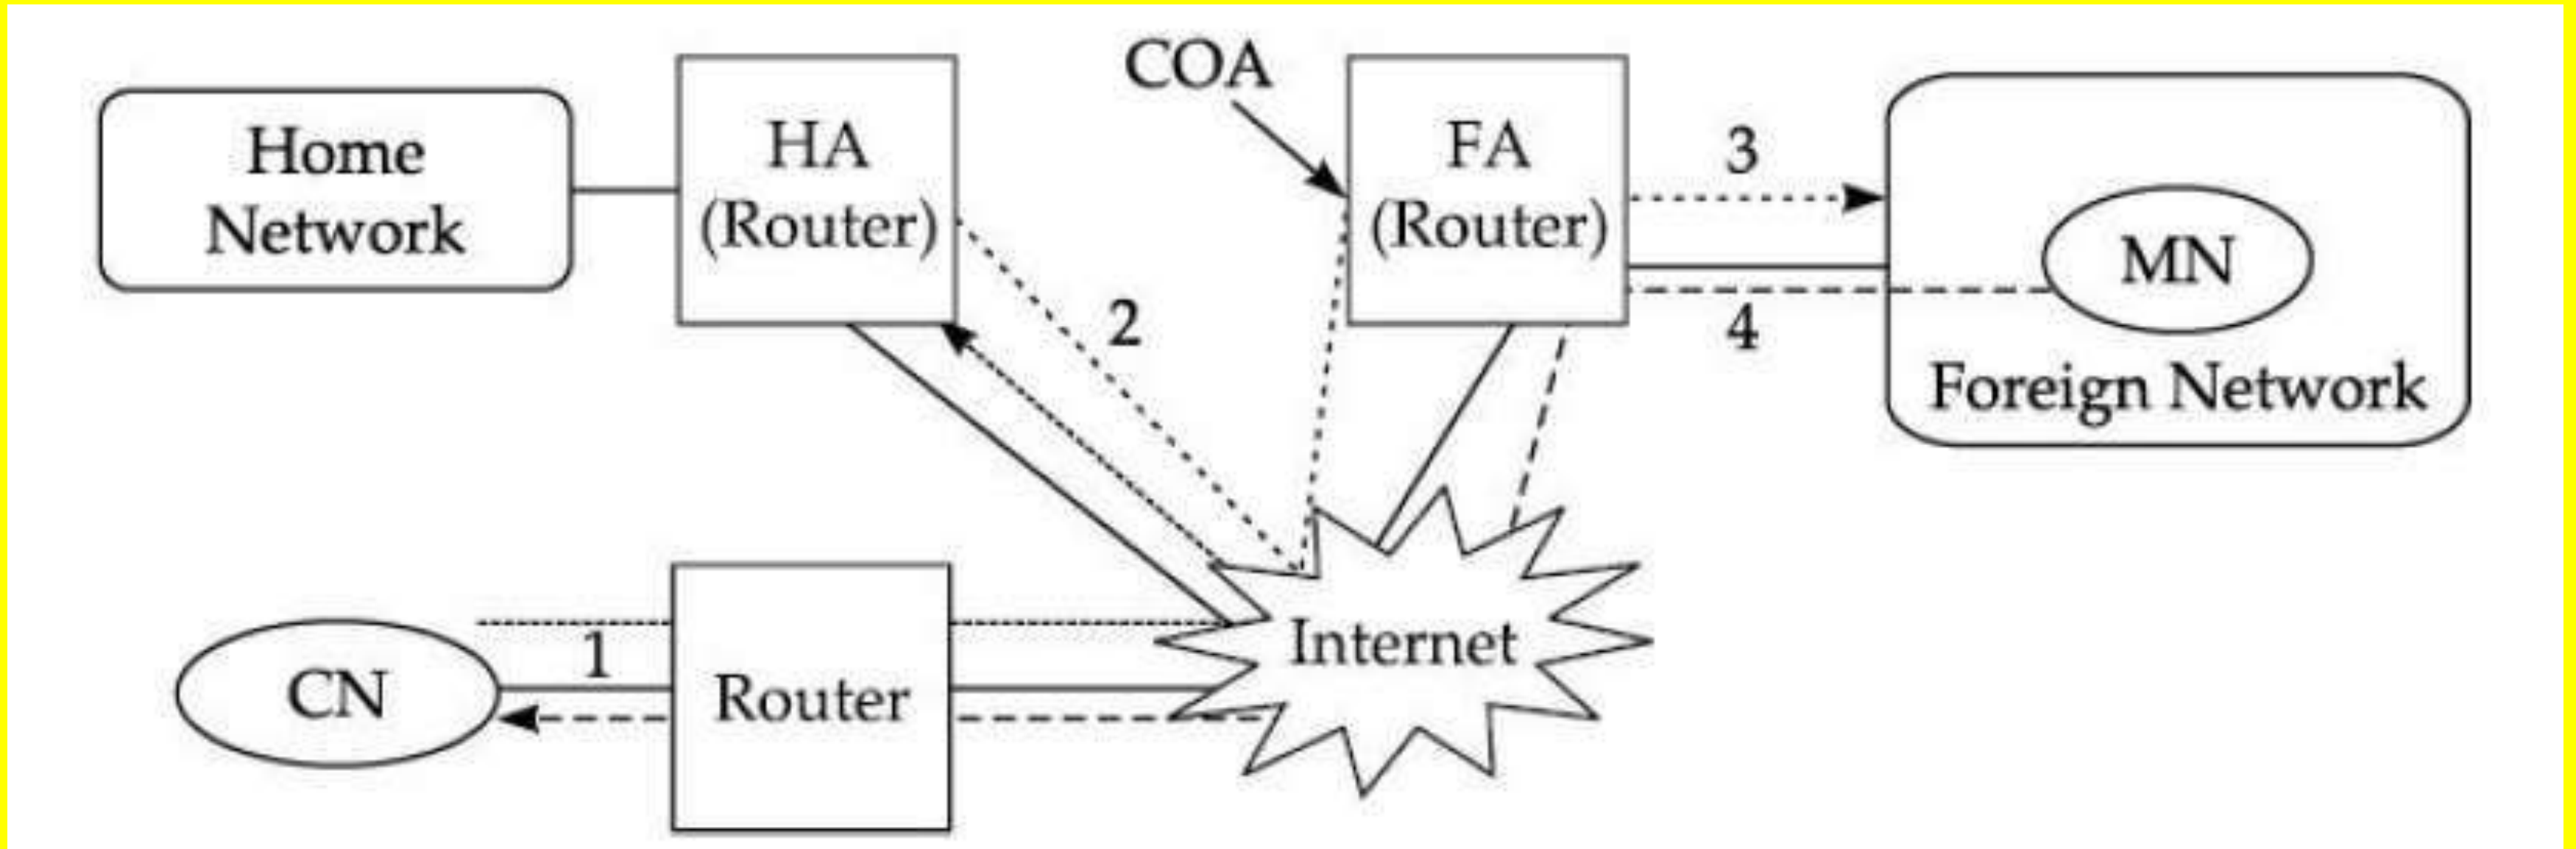 Home
Network
HA
(Router)
COA
FA
(Router)
3
MN
Foreign Network
4
2
CN
1
Router
Internet